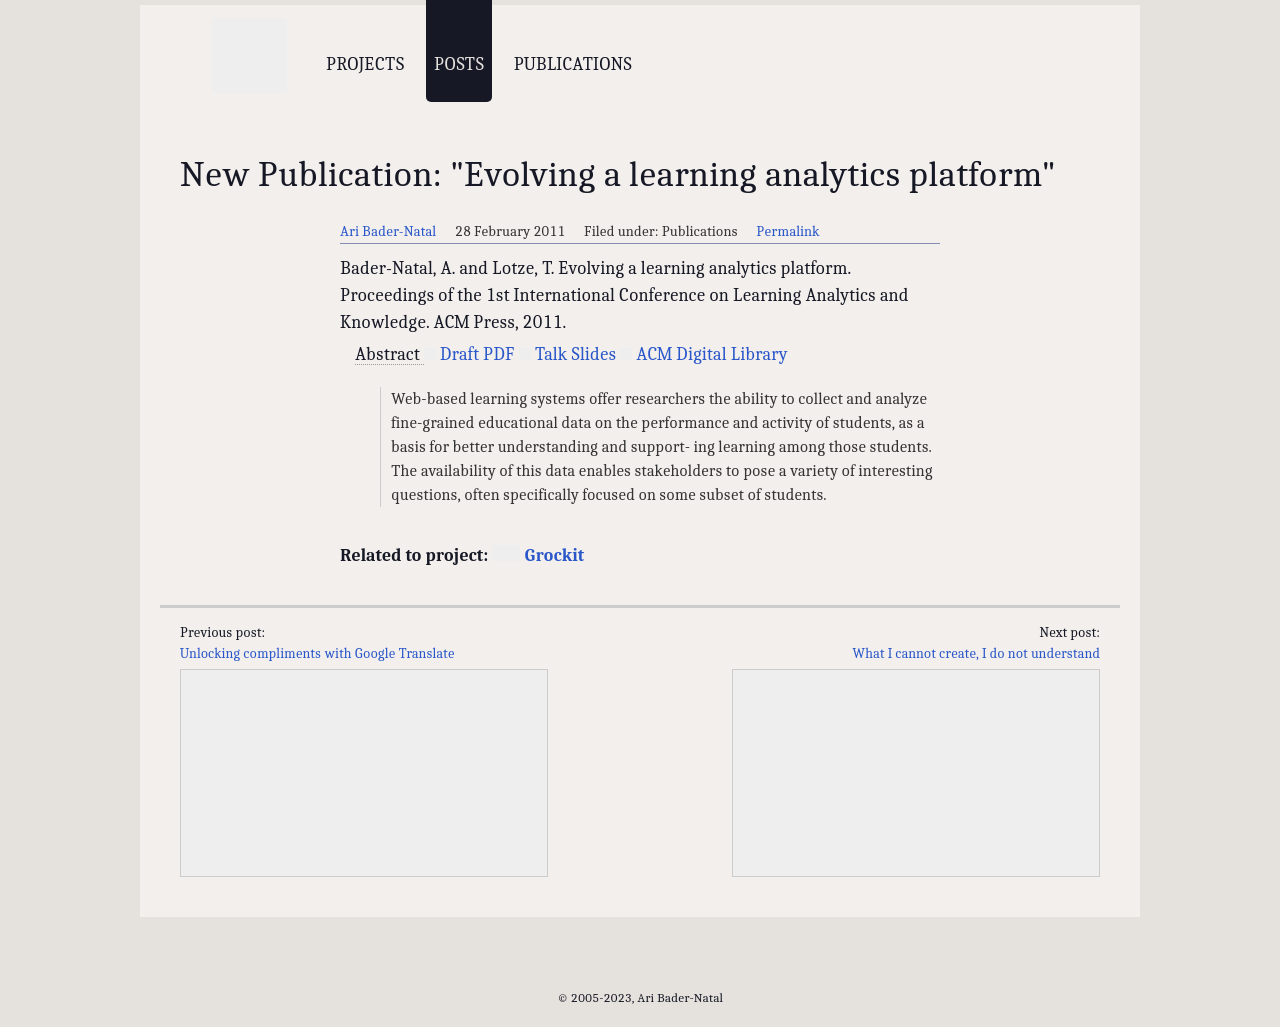 PROJECTS POSTS PUBLICATIONS
New Publication: "Evolving a learning analytics platform"
Ari Bader-Natal 28 February 2011 Filed under: Publications Permalink
Bader-Natal, A. and Lotze, T. Evolving a learning analytics platform.
Proceedings of the 1st International Conference on Learning Analytics and
Knowledge. ACM Press, 2011.
Abstract Draft PDF Talk Slides ACM Digital Library
Web-based learning systems offer researchers the ability to collect and analyze
fine-grained educational data on the performance and activity of students, as a
basis for better understanding and support- ing learning among those students.
The availability of this data enables stakeholders to pose a variety of interesting
questions, often specifically focused on some subset of students.
Related to project: Grockit
Previous post:
Unlocking compliments with Google Translate
Next post:
What I cannot create, I do not understand
© 2005-2023, Ari Bader-Natal